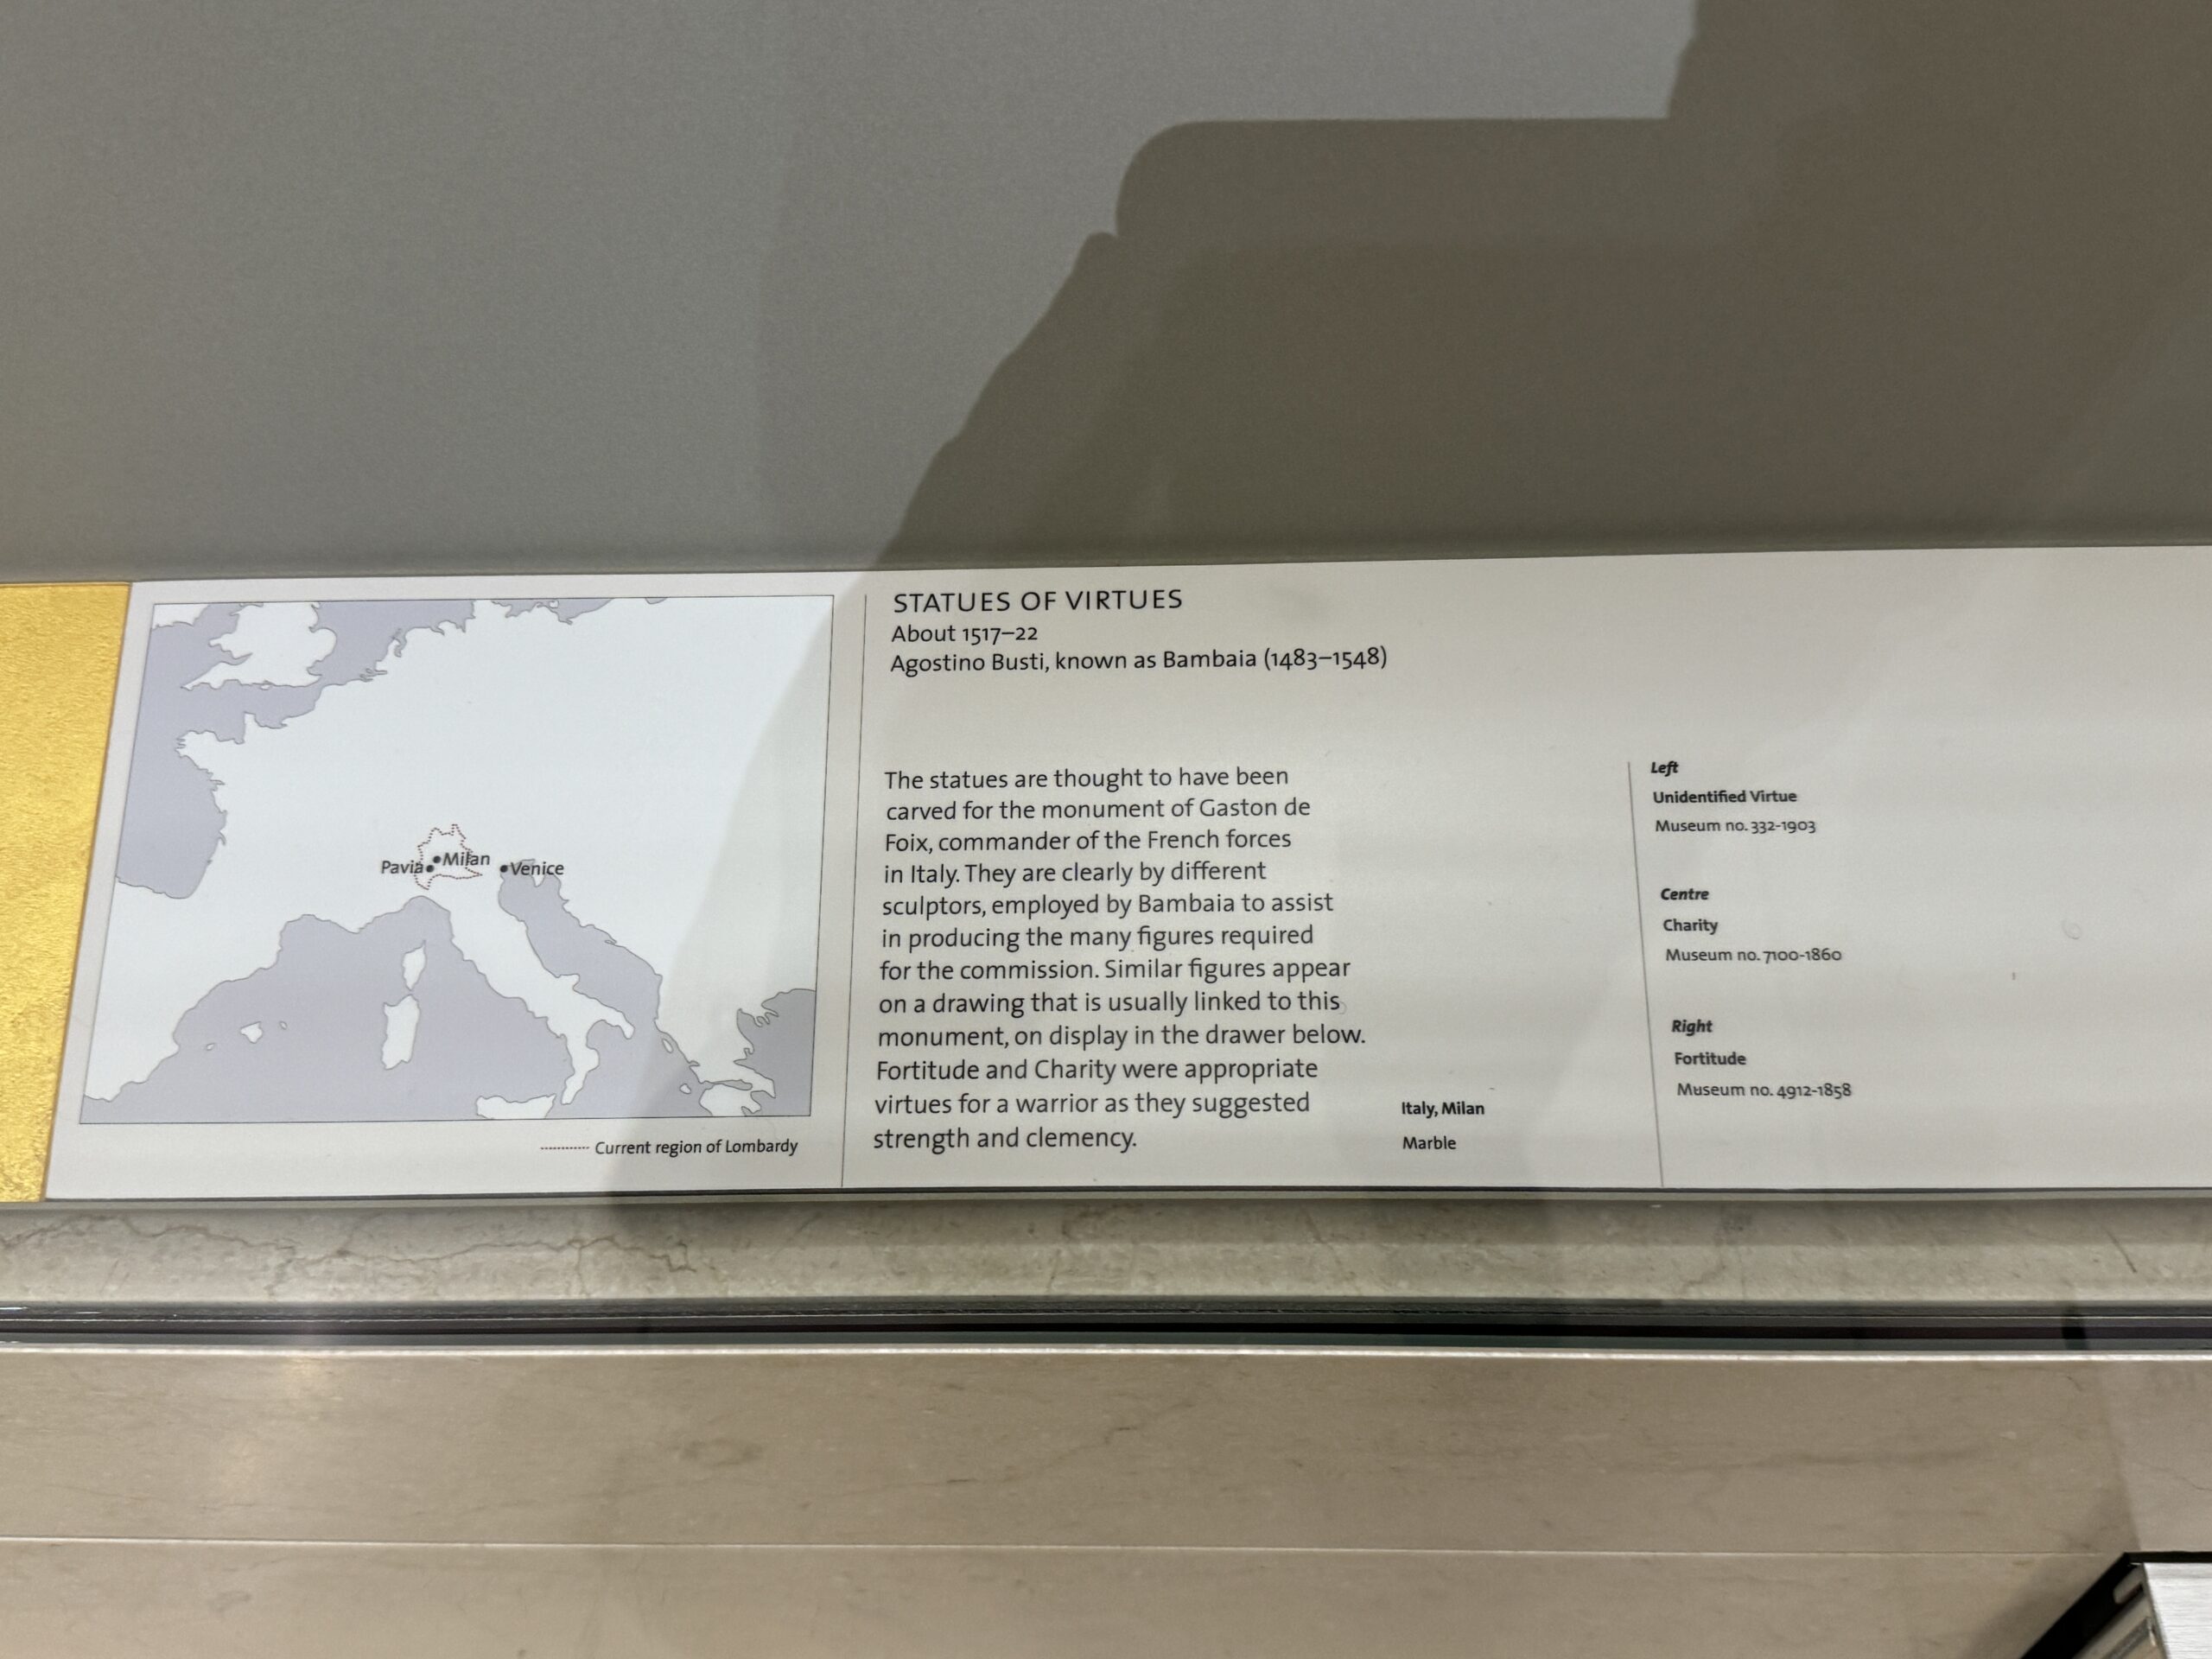 Pavia
Milan
Venice
Current region of Lombardy
STATUES OF VIRTUES
About 1517–22
Agostino Busti, known as Bambaia (1483–1548)
The statues are thought to have been
carved for the monument of Gaston de
Foix, commander of the French forces
in Italy. They are clearly by different
sculptors, employed by Bambaia to assist
in producing the many figures required
for the commission. Similar figures appear
on a drawing that is usually linked to this
monument, on display in the drawer below.
Fortitude and Charity were appropriate
virtues for a warrior as they suggested
strength and clemency.
Italy, Milan
Marble
Left
Unidentified Virtue
Museum no. 332-1903
Centre
Charity
Museum no. 7100-1860
Right
Fortitude
Museum no. 4912-1858